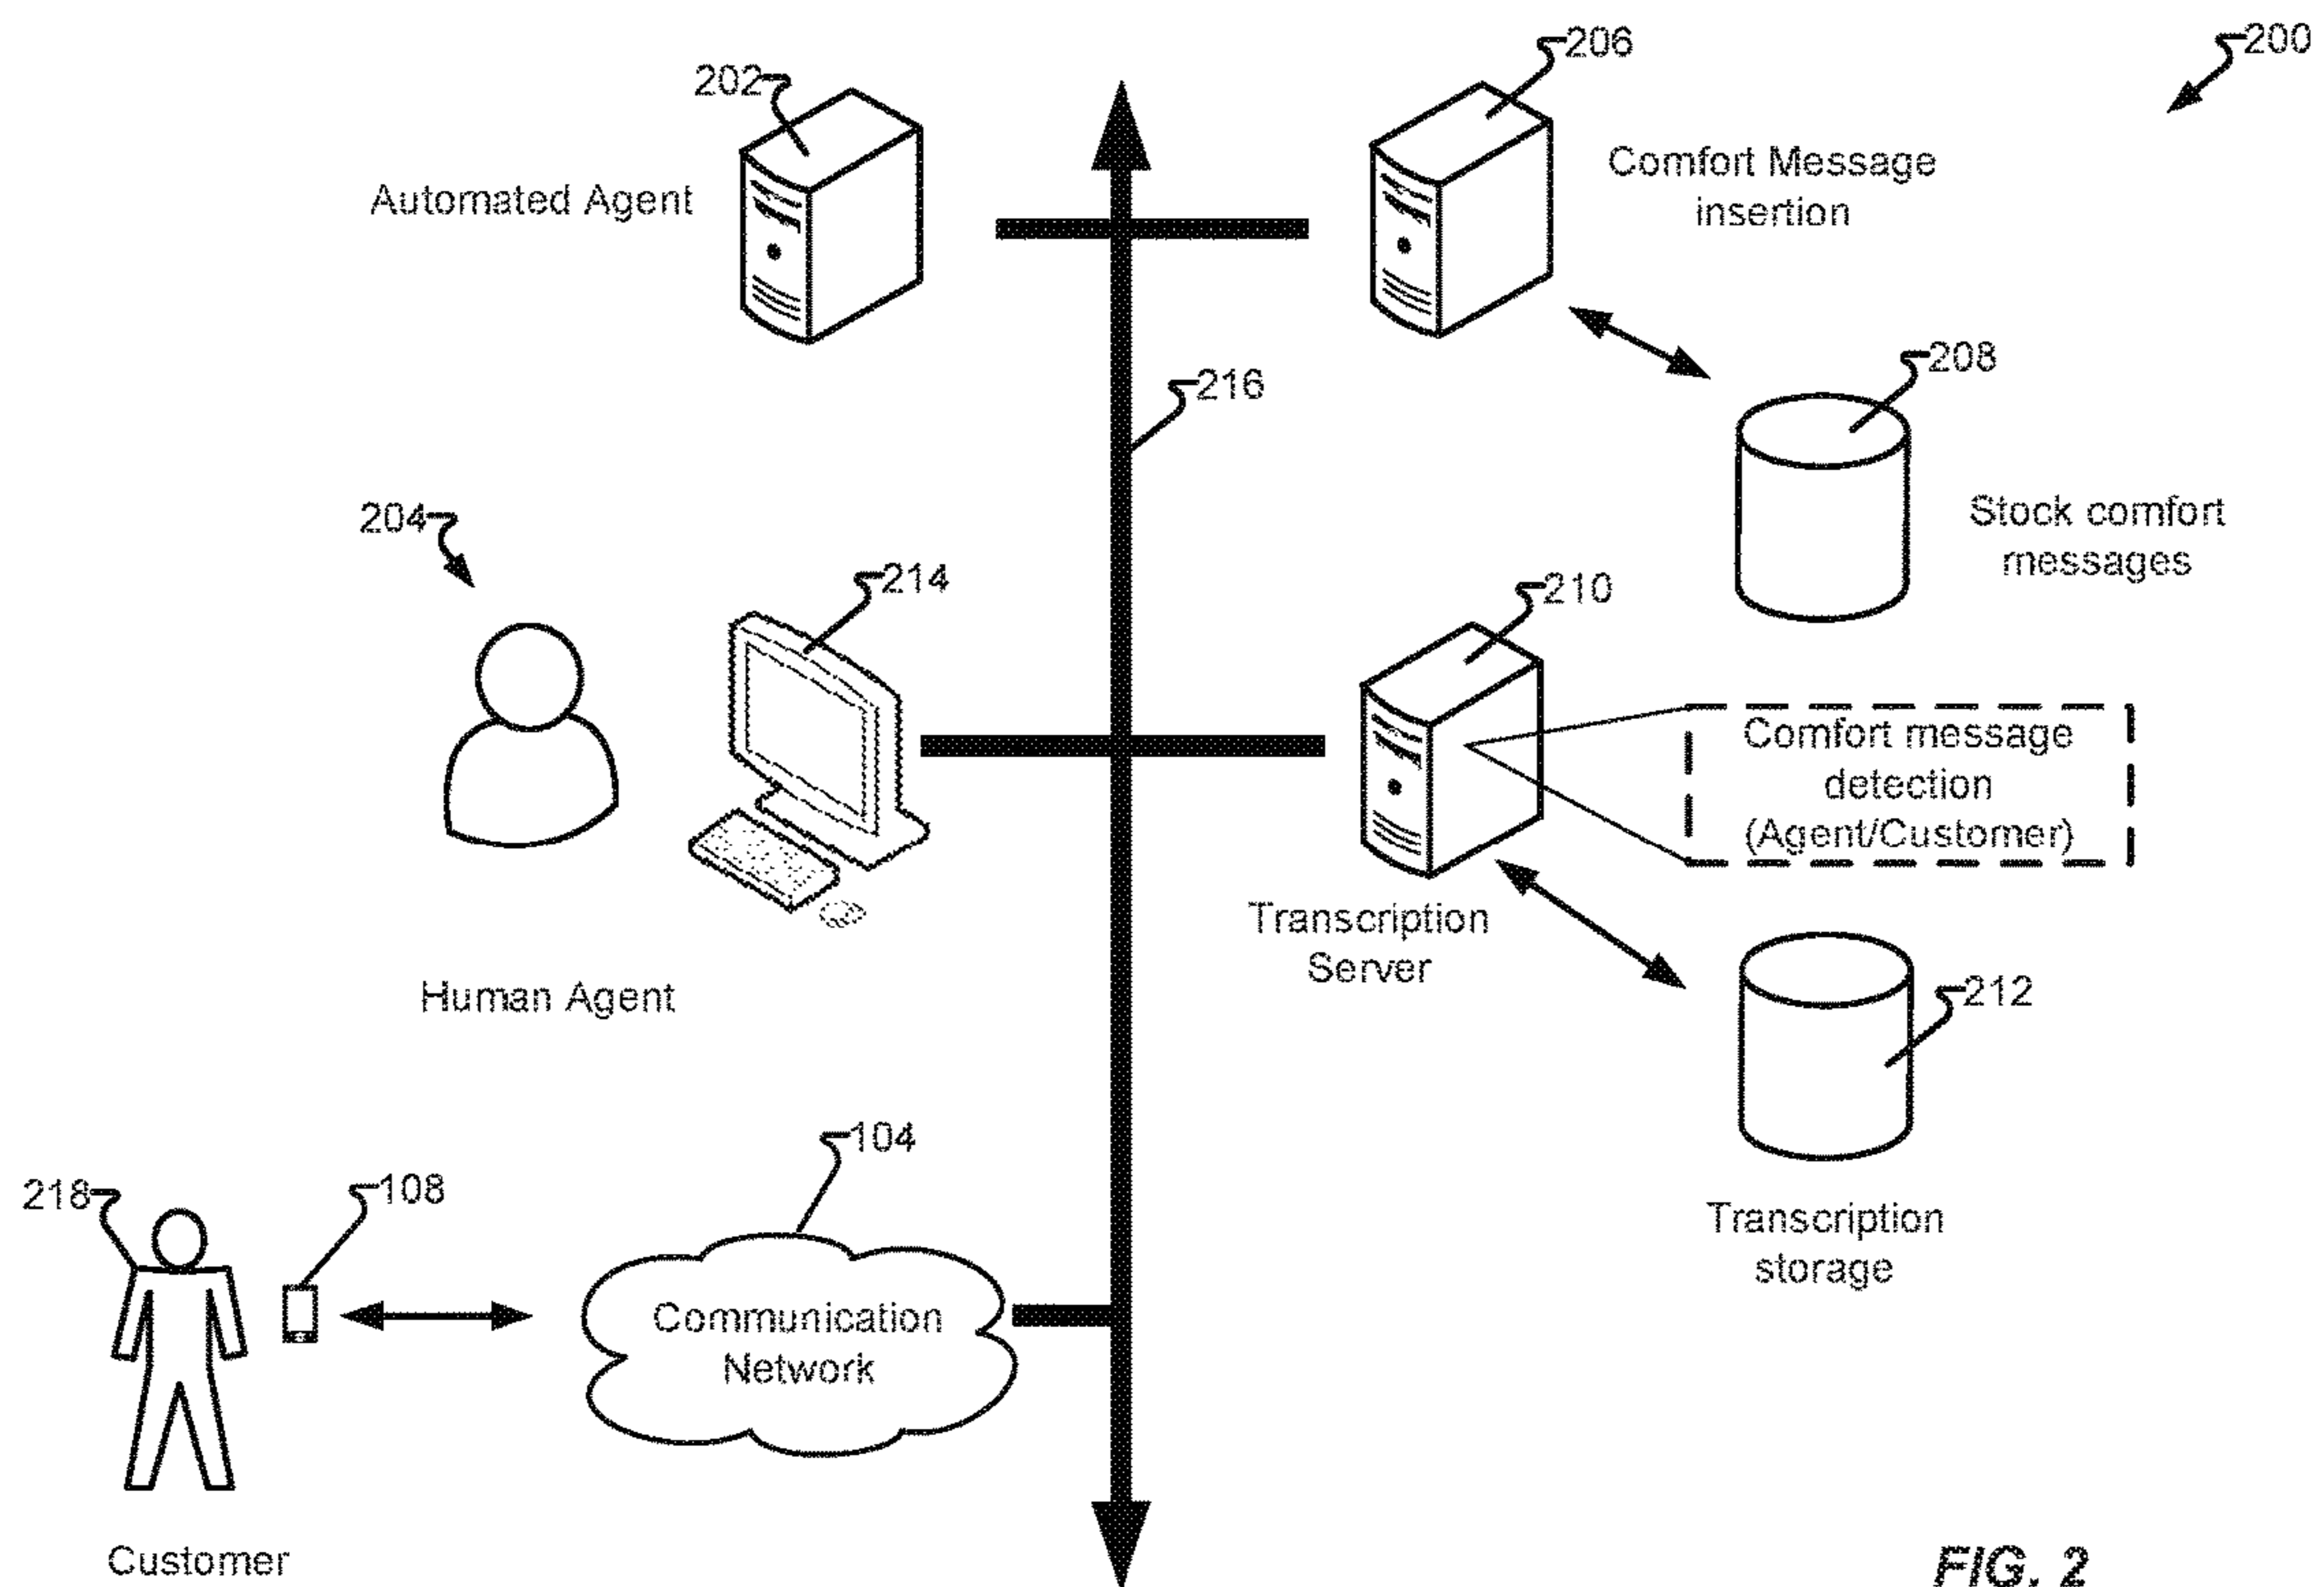 200
206
202
Comfort Message
insertion
Automated Agent
208
216
Stock comfort
messages
204
214
210
Comfort message
detection
(Agent/Customer)
Transcription
Server
Human Agent
212
104
218
108
Transcription
storage
Communication
Network
Customer
FIG. 2